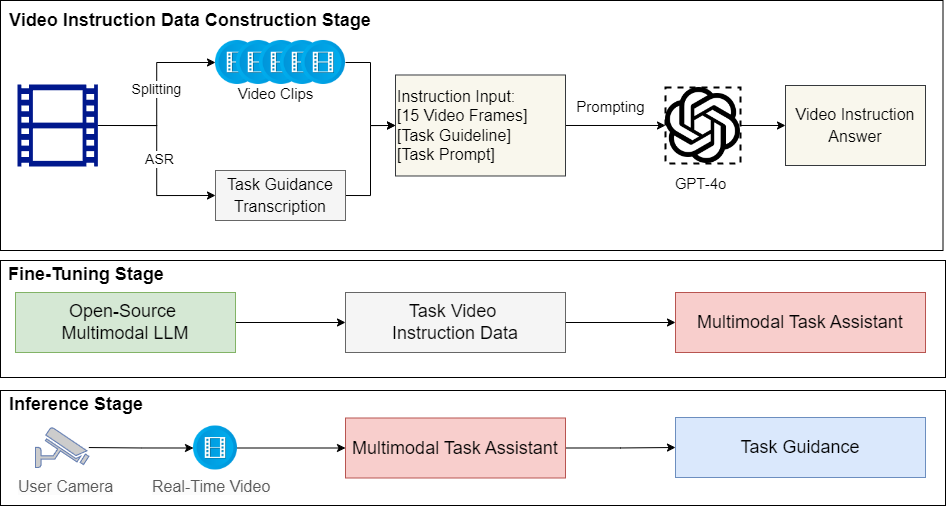 Video Instruction Data Construction Stage
Splitting
Video Clips
ASR
Task Guidance
Transcription
Instruction Input:
[15 Video Frames]
[Task Guideline]
[Task Prompt]
Prompting
GPT-4o
Video Instruction
Answer
Fine-Tuning Stage
Open-Source
Multimodal LLM
Task Video
Instruction Data
Multimodal Task Assistant
Inference Stage
User Camera
Real-Time Video
Multimodal Task Assistant
Task Guidance